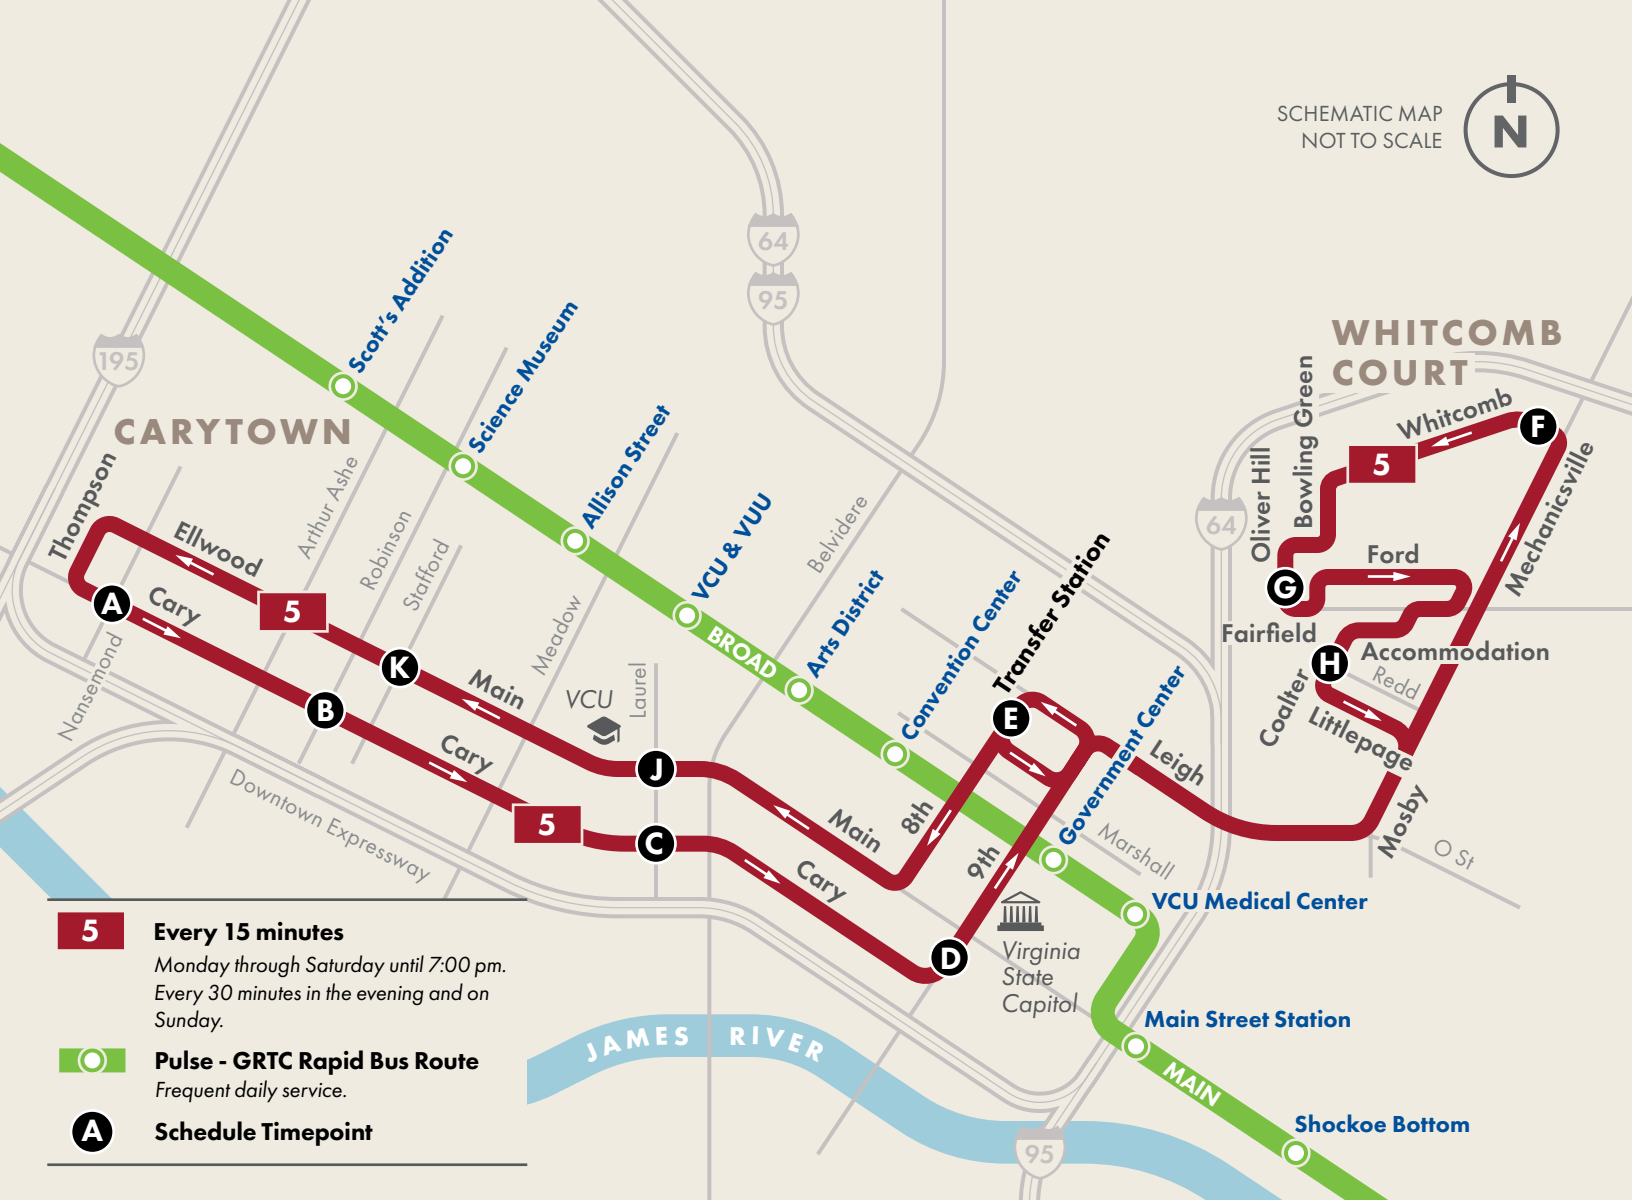 SCHEMATIC MAP
NOT TO SCALE
N
64
95
195
Scott's Addition
Science Museum
Allison Street
VCU & VUU
Arts District
Convention Center
Transfer Station
Government Center
WHITCOMB
COURT
CARYTOWN
Thompson
Ellwood
Arthur Ashe
Robinson
Stafford
Meadow
Laurel
Belvidere
Nansemond
A
Cary
5
K
Main
B
Cary
VCU
J
5
C
BROAD
Main
Cary
8th
9th
E
D
Leigh
Marshall
Mosby
O St
64
Oliver Hill
Bowling Green
Whitcomb
F
5
Mechanicsville
Ford
G
Fairfield
H
Accommodation
Redd
Coalter
Littlepage
Downtown Expressway
Virginia
State
Capitol
VCU Medical Center
Main Street Station
MAIN
Shockoe Bottom
JAMES RIVER
95
5
Every 15 minutes
Monday through Saturday until 7:00 pm.
Every 30 minutes in the evening and on
Sunday.
Pulse - GRTC Rapid Bus Route
Frequent daily service.
A
Schedule Timepoint